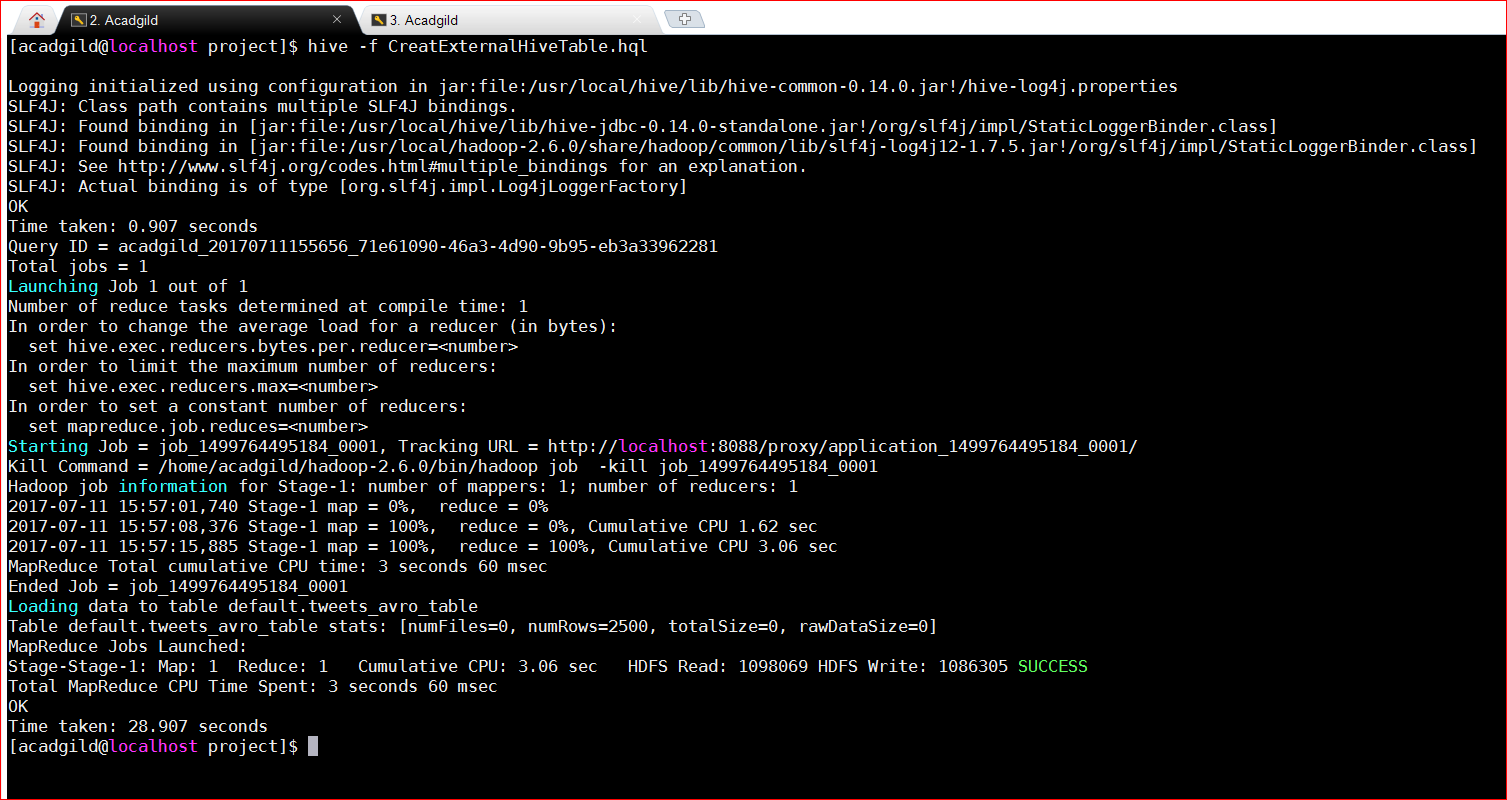 2. Acadgild
3. Acadgild
[acadgild@localhost project]$ hive -f CreatExternalHiveTable.hql
Logging initialized using configuration in jar:file:/usr/local/hive/lib/hive-common-0.14.0.jar!/hive-log4j.properties
SLF4J: Class path contains multiple SLF4J bindings.
SLF4J: Found binding in [jar:file:/usr/local/hive/lib/hive-jdbc-0.14.0-standalone.jar!/org/slf4j/impl/StaticLoggerBinder.class]
SLF4J: Found binding in [jar:file:/usr/local/hadoop-2.6.0/share/hadoop/common/lib/slf4j-log4j12-1.7.5.jar!/org/slf4j/impl/StaticLoggerBinder.class]
SLF4J: See http://www.slf4j.org/codes.html#multiple_bindings for an explanation.
SLF4J: Actual binding is of type [org.slf4j.impl.Log4jLoggerFactory]
OK
Time taken: 0.907 seconds
Query ID = acadgild_20170711155656_71e61090-46a3-4d90-9b95-eb3a33962281
Total jobs = 1
Launching Job 1 out of 1
Number of reduce tasks determined at compile time: 1
In order to change the average load for a reducer (in bytes):
  set hive.exec.reducers.bytes.per.reducer=<number>
In order to limit the maximum number of reducers:
  set hive.exec.reducers.max=<number>
In order to set a constant number of reducers:
  set mapreduce.job.reduces=<number>
Starting Job = job_1499764495184_0001, Tracking URL = http://localhost:8088/proxy/application_1499764495184_0001/
Kill Command = /home/acadgild/hadoop-2.6.0/bin/hadoop job  -kill job_1499764495184_0001
Hadoop job information for Stage-1: number of mappers: 1; number of reducers: 1
2017-07-11 15:57:01,740 Stage-1 map = 0%,  reduce = 0%
2017-07-11 15:57:08,376 Stage-1 map = 100%,  reduce = 0%, Cumulative CPU 1.62 sec
2017-07-11 15:57:15,885 Stage-1 map = 100%,  reduce = 100%, Cumulative CPU 3.06 sec
MapReduce Total cumulative CPU time: 3 seconds 60 msec
Ended Job = job_1499764495184_0001
Loading data to table default.tweets_avro_table
Table default.tweets_avro_table stats: [numFiles=0, numRows=2500, totalSize=0, rawDataSize=0]
MapReduce Jobs Launched:
Stage-Stage-1: Map: 1  Reduce: 1   Cumulative CPU: 3.06 sec   HDFS Read: 1098069 HDFS Write: 1086305 SUCCESS
Total MapReduce CPU Time Spent: 3 seconds 60 msec
OK
Time taken: 28.907 seconds
[acadgild@localhost project]$